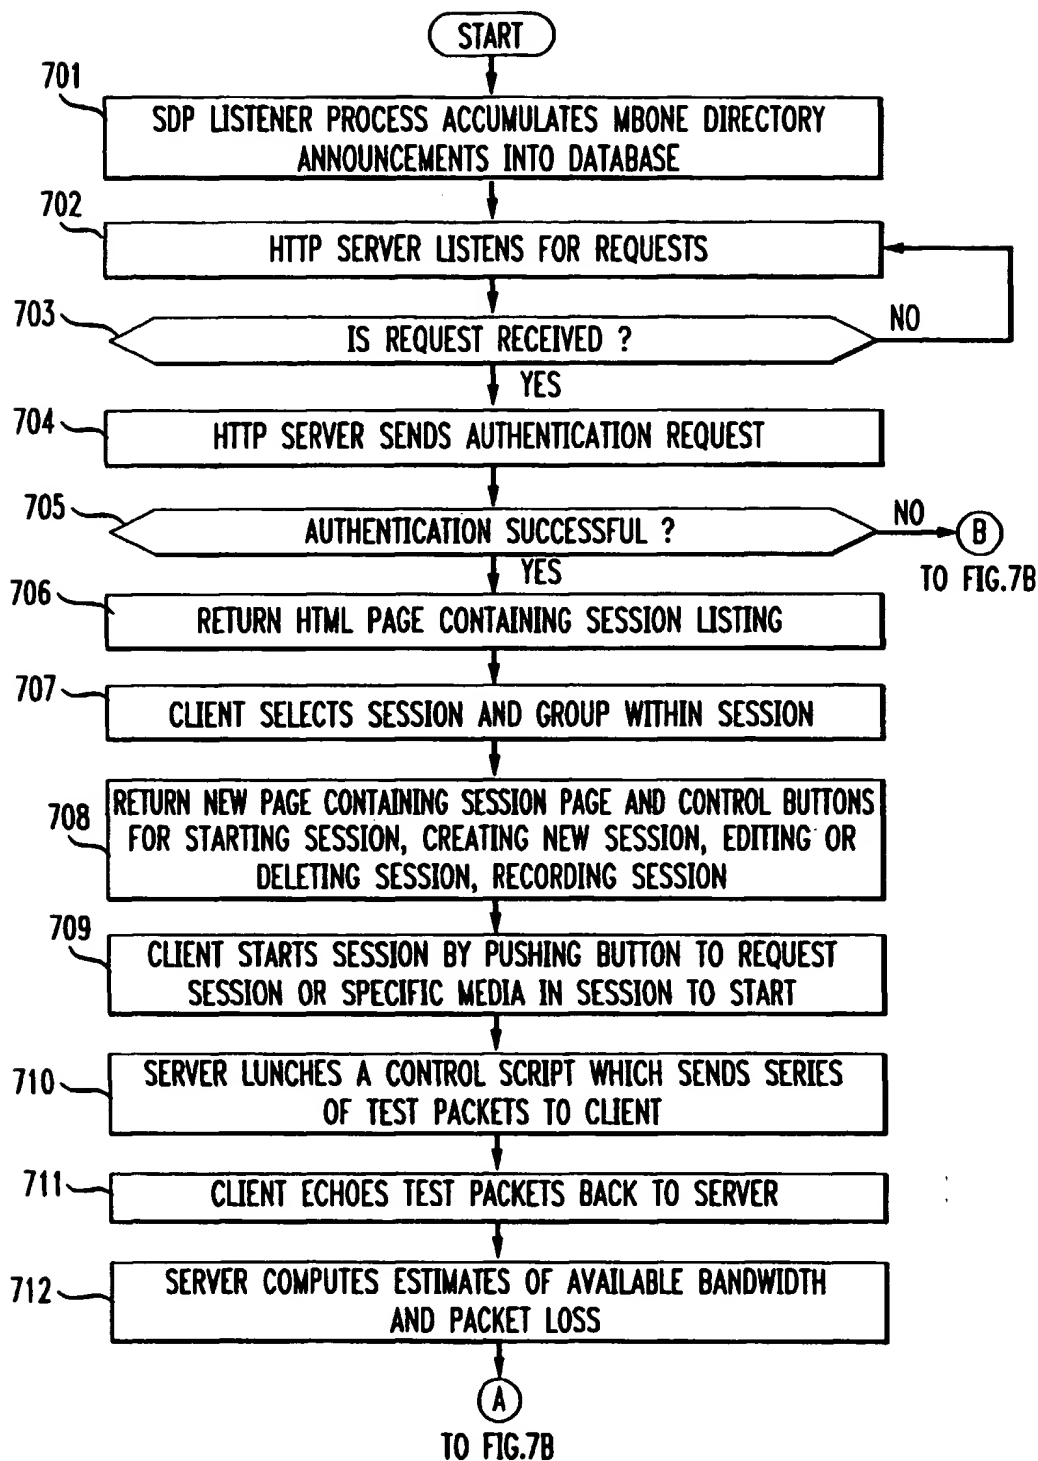 START
701
SDP LISTENER PROCESS ACCUMULATES MBONE DIRECTORY
ANNOUNCEMENTS INTO DATABASE
702
HTTP SERVER LISTENS FOR REQUESTS
703
IS REQUEST RECEIVED ?
NO
YES
704
HTTP SERVER SENDS AUTHENTICATION REQUEST
705
AUTHENTICATION SUCCESSFUL ?
NO
B
TO FIG.7B
YES
706
RETURN HTML PAGE CONTAINING SESSION LISTING
707
CLIENT SELECTS SESSION AND GROUP WITHIN SESSION
708
RETURN NEW PAGE CONTAINING SESSION PAGE AND CONTROL BUTTONS
FOR STARTING SESSION, CREATING NEW SESSION, EDITING OR
DELETING SESSION, RECORDING SESSION
709
CLIENT STARTS SESSION BY PUSHING BUTTON TO REQUEST
SESSION OR SPECIFIC MEDIA IN SESSION TO START
710
SERVER LUNCHES A CONTROL SCRIPT WHICH SENDS SERIES
OF TEST PACKETS TO CLIENT
711
CLIENT ECHOES TEST PACKETS BACK TO SERVER
712
SERVER COMPUTES ESTIMATES OF AVAILABLE BANDWIDTH
AND PACKET LOSS
A
TO FIG.7B